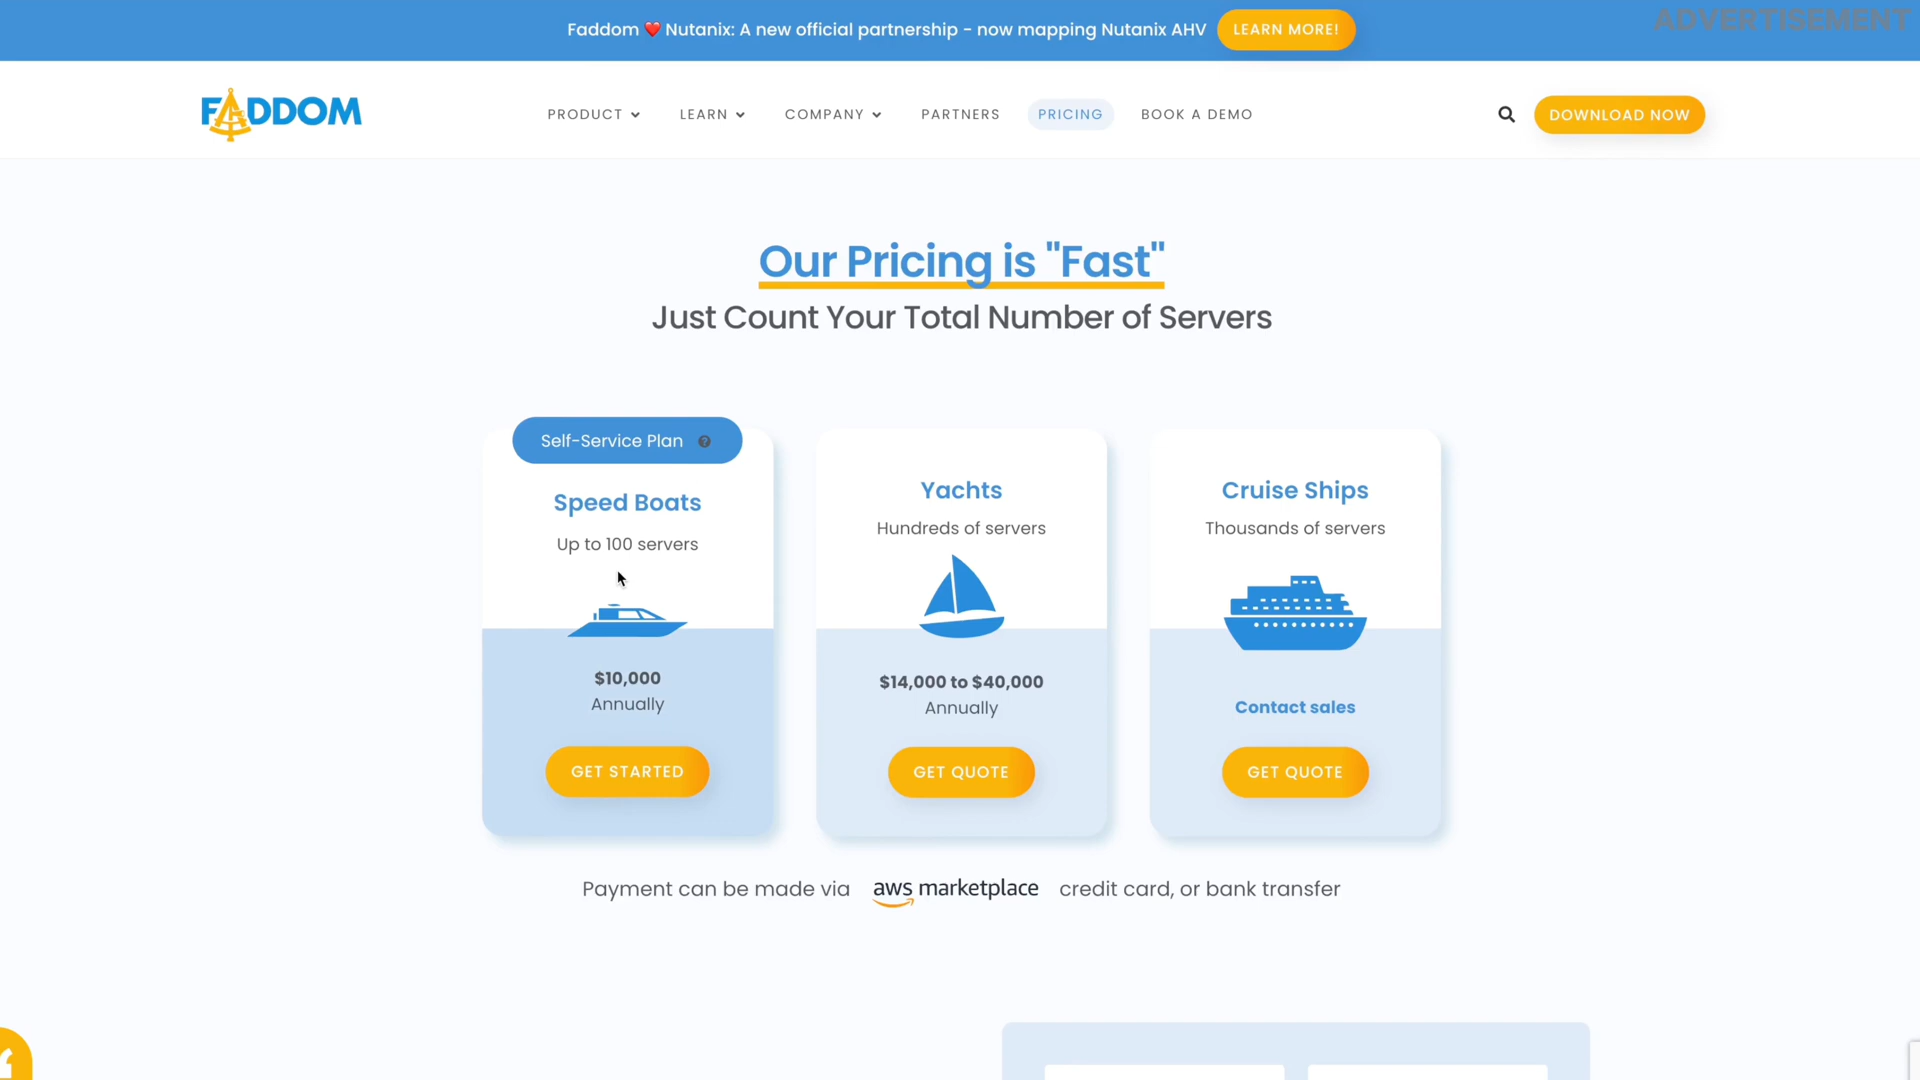 Faddom ❤️ Nutanix: A new official partnership - now mapping Nutanix AHV
LEARN MORE!
ADVERTISEMENT
FADDOM
PRODUCT
LEARN
COMPANY
PARTNERS
PRICING
BOOK A DEMO
DOWNLOAD NOW
Our Pricing is "Fast"
Just Count Your Total Number of Servers
Self-Service Plan ?
Speed Boats
Up to 100 servers
$10,000
Annually
GET STARTED
Yachts
Hundreds of servers
$14,000 to $40,000
Annually
GET QUOTE
Cruise Ships
Thousands of servers
Contact sales
GET QUOTE
Payment can be made via aws marketplace credit card, or bank transfer